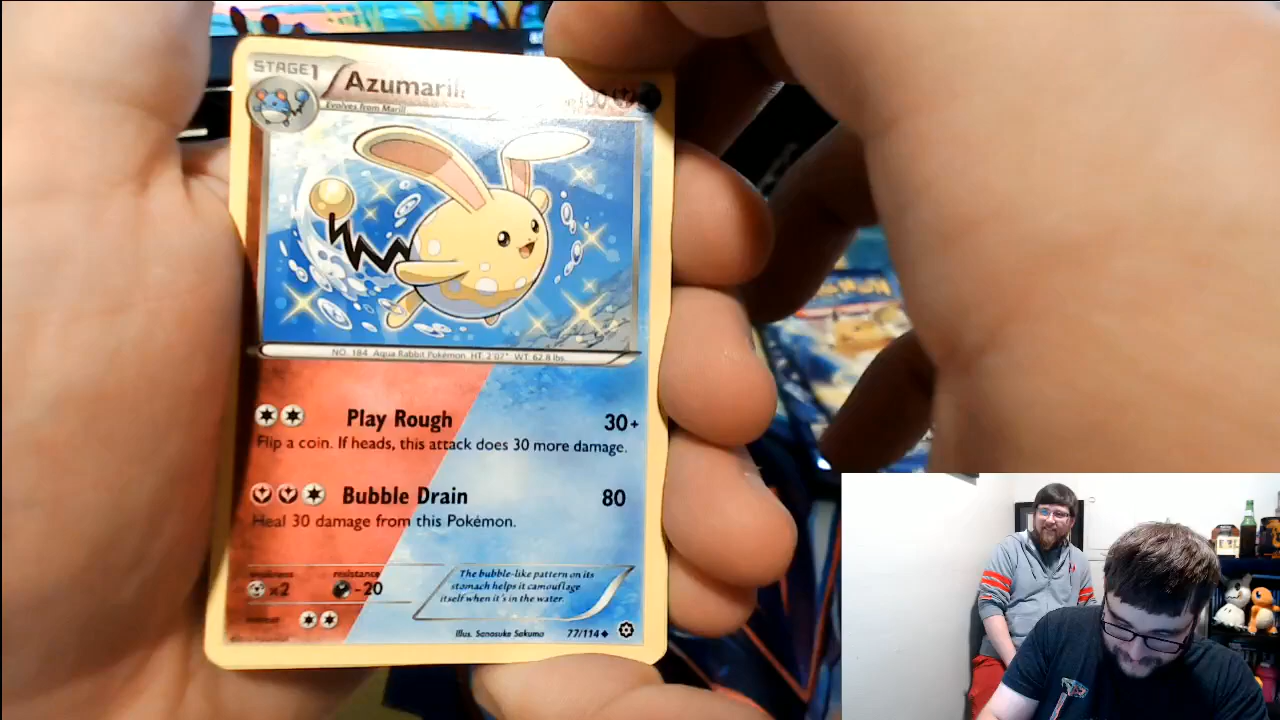 STAGE1
Azumarill
Evolves from Marill
NO. 184 Aqua Rabbit Pokémon HT. 2'07" WT. 62.8 lbs.
Play Rough 30+
Flip a coin. If heads, this attack does 30 more damage.
Bubble Drain 80
Heal 30 damage from this Pokémon.
weakness resistance
x2 -20
The bubble-like pattern on its
stomach helps it camouflage
itself when it's in the water.
Illus. Sanosuke Sakuma 77/114